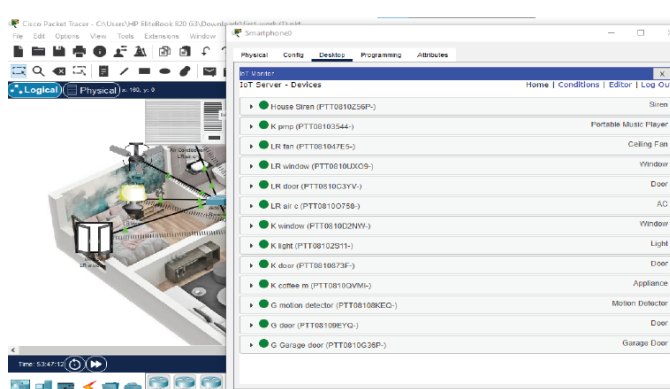 Cisco Packet Tracer - C:\Users\HP EliteBook 820 G3\Downloads\
File Edit Options View Tools Extensions Window
Logical
Physical
x: 160, y: 0
Time: 53:47:12
Smartphone0
Physical Config Desktop Programming Attributes
IoT Monitor X
IoT Server - Devices Home | Conditions | Editor | Log Ou
House Siren (PTT0810Z56P-) Siren
K pmp (PTT08103544-) Portable Music Player
LR fan (PTT081047E5-) Ceiling Fan
LR window (PTT0810UXO9-) Window
LR door (PTT0810C3YV-) Door
LR air c (PTT0810O758-) AC
K window (PTT0810D2NW-) Window
K light (PTT08102S11-) Light
K door (PTT0810873F-) Door
K coffee m (PTT0810QVMI-) Appliance
G motion detector (PTT08108KEQ-) Motion Detector
G door (PTT08109EYQ-) Door
G Garage door (PTT0810G36P-) Garage Door